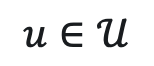 𝑢 ∈ 𝒰